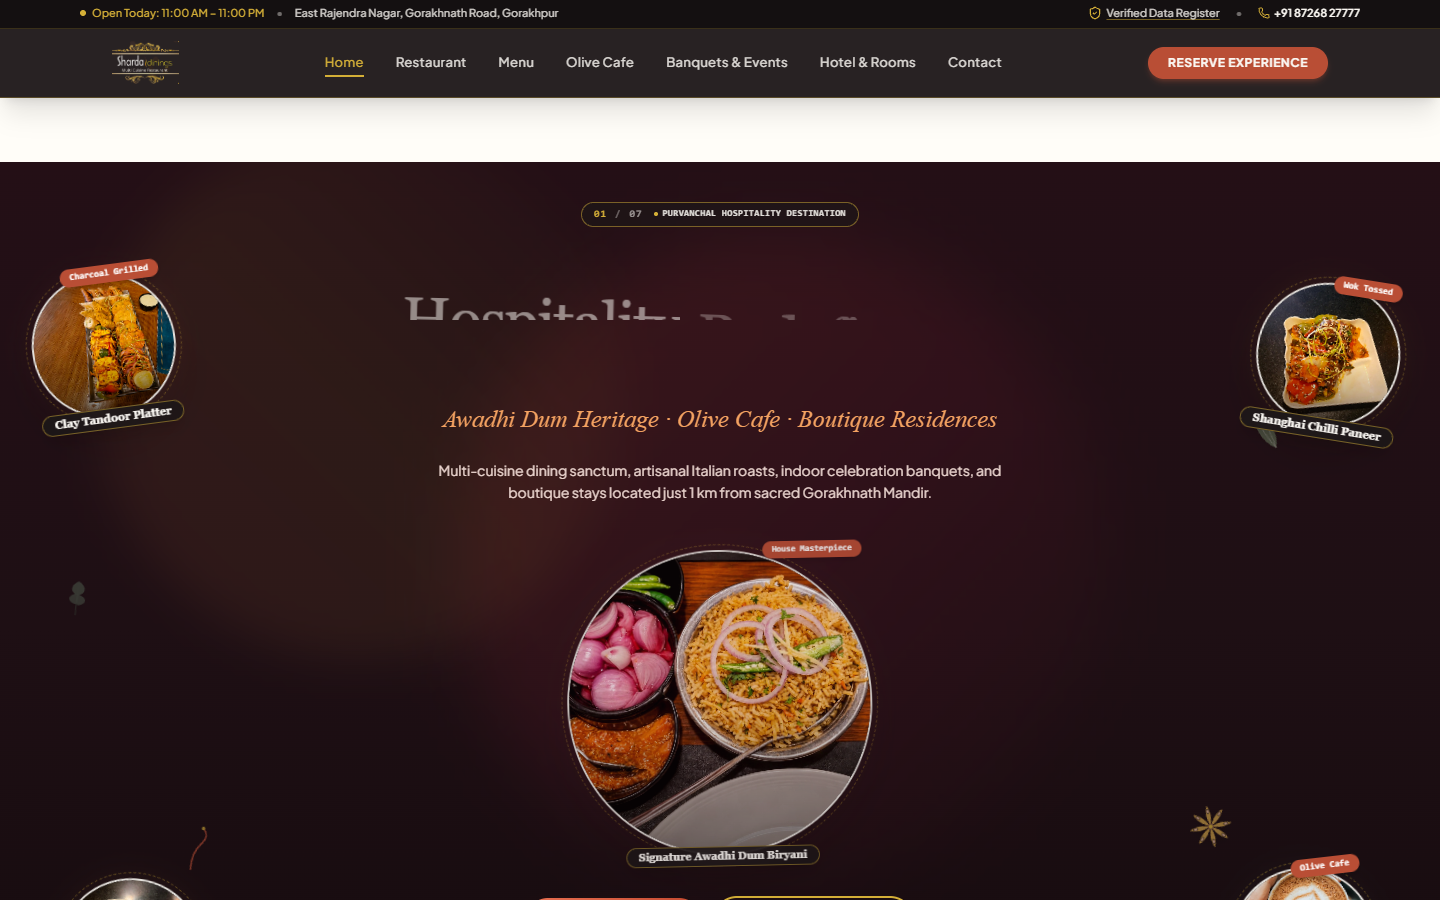 Open Today: 11:00 AM – 11:00 PM • East Rajendra Nagar, Gorakhnath Road, Gorakhpur
Verified Data Register • +91 87268 27777
Sharda dinings
Home Restaurant Menu Olive Cafe Banquets & Events Hotel & Rooms Contact
RESERVE EXPERIENCE
01 / 07 • PURVANCHAL HOSPITALITY DESTINATION
Charcoal Grilled
Clay Tandoor Platter
Wok Tossed
Shanghai Chilli Paneer
Hospitality
Awadhi Dum Heritage · Olive Cafe · Boutique Residences
Multi-cuisine dining sanctum, artisanal Italian roasts, indoor celebration banquets, and
boutique stays located just 1 km from sacred Gorakhnath Mandir.
House Masterpiece
Signature Awadhi Dum Biryani
Olive Cafe